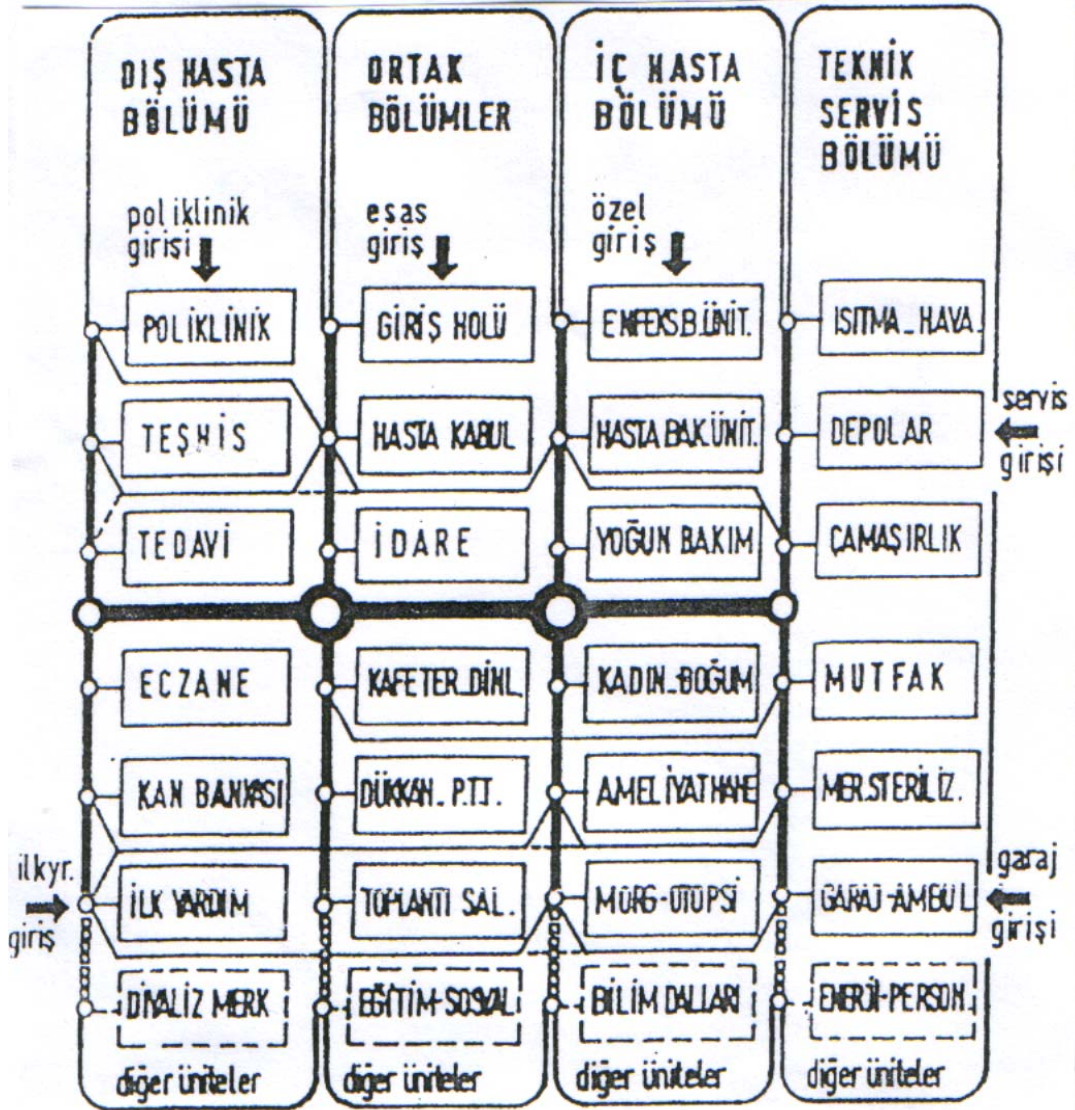 DIŞ HASTA
BÖLÜMÜ
poliklinik
girişi
POLİKLİNİK
TEŞHİS
TEDAVİ
ECZANE
KAN BANKASI
ilkyr.
giriş
İLK YARDIM
DİYALİZ MERK
diğer üniteler
ORTAK
BÖLÜMLER
esas
giriş
GİRİŞ HOLÜ
HASTA KABUL
İDARE
KAFETER_DİNL.
DÜKKAN_P.T.T.
TOPLANTI SAL.
EĞİTİM-SOSYAL
diğer üniteler
İÇ HASTA
BÖLÜMÜ
özel
giriş
ENFEKS.B.ÜNİT.
HASTA BAK.ÜNİT.
YOĞUN BAKIM
KADIN_DOĞUM
AMELİYATHANE
MORG-OTOPSİ
BİLİM DALLARI
diğer üniteler
TEKNİK
SERVİS
BÖLÜMÜ
ISITMA_HAVA.
DEPOLAR
servis
girişi
ÇAMAŞIRLIK
MUTFAK
MER.STERİLİZ.
GARAJ-AMBUL
garaj
girişi
ENERJİ-PERSON.
diğer üniteler